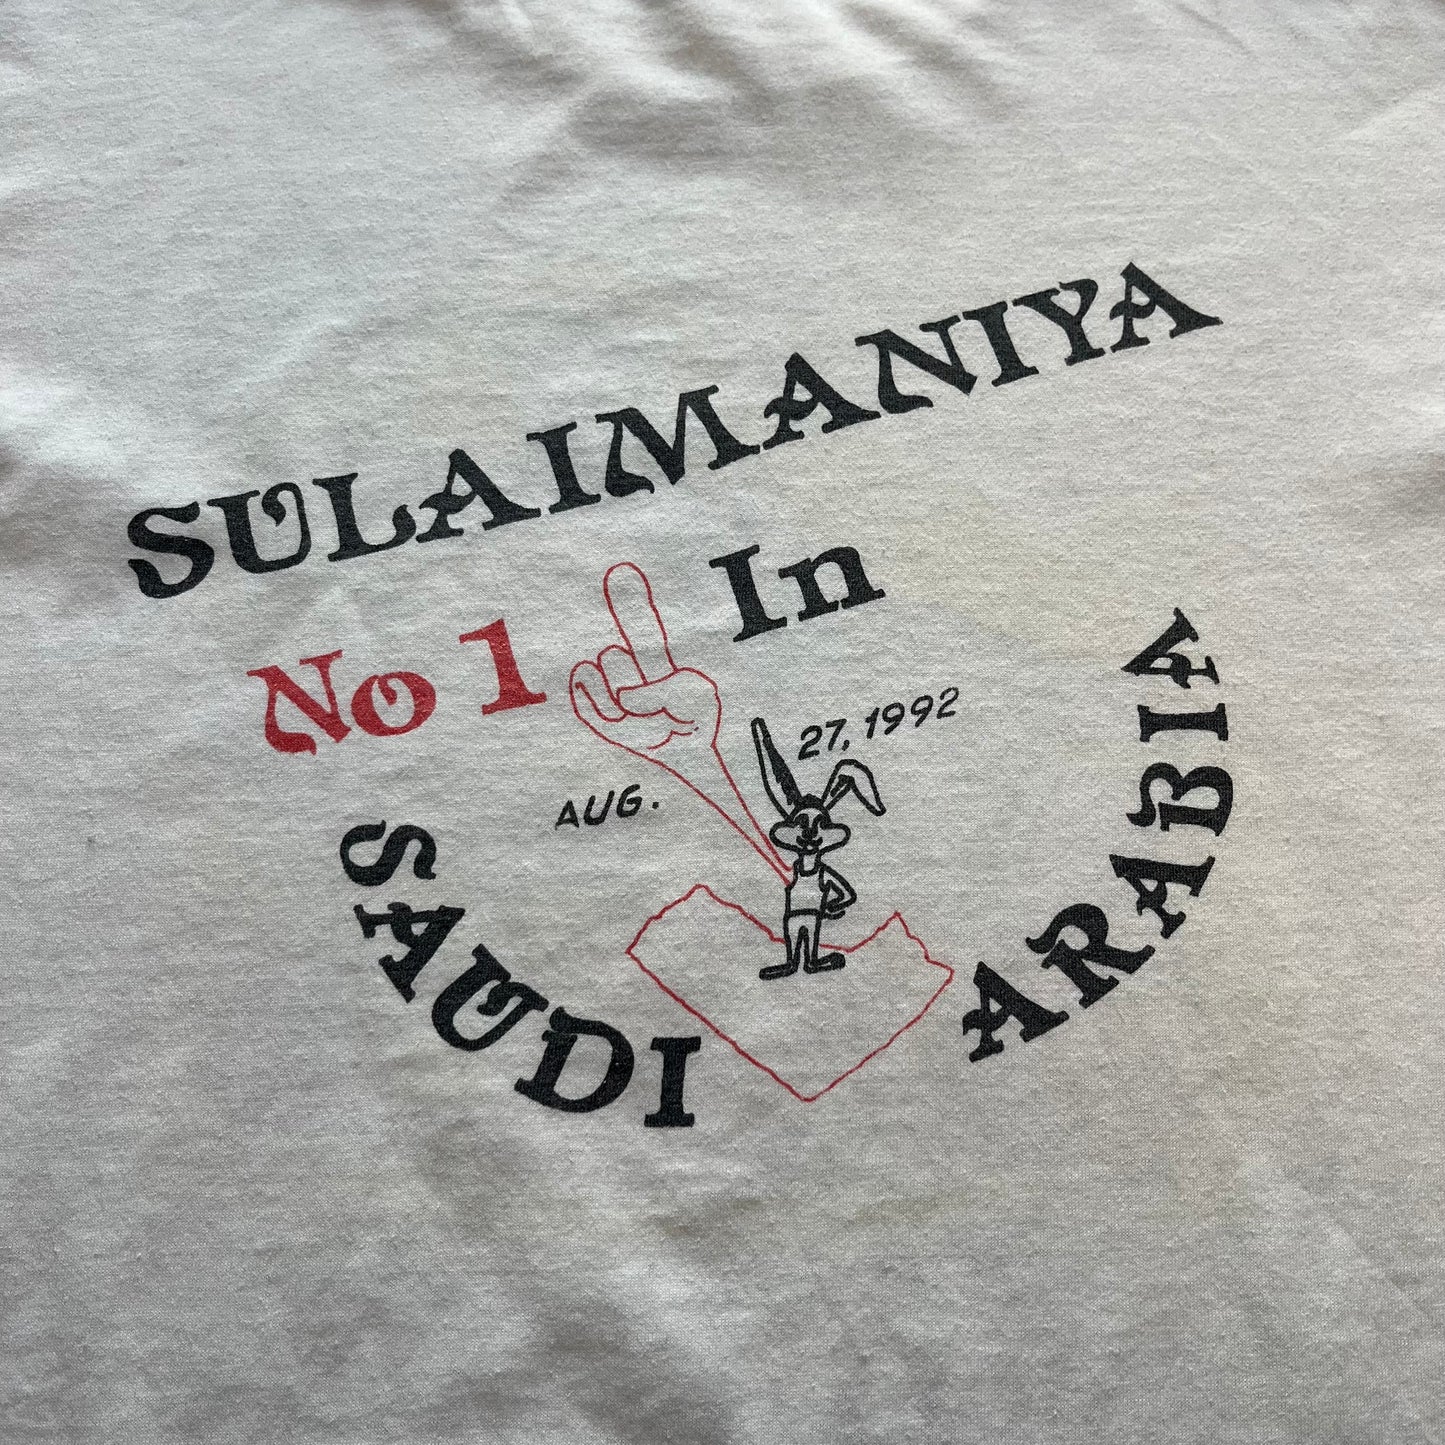 SULAIMANIYA
No 1 In
AUG. 27, 1992
SAUDI ARABIA